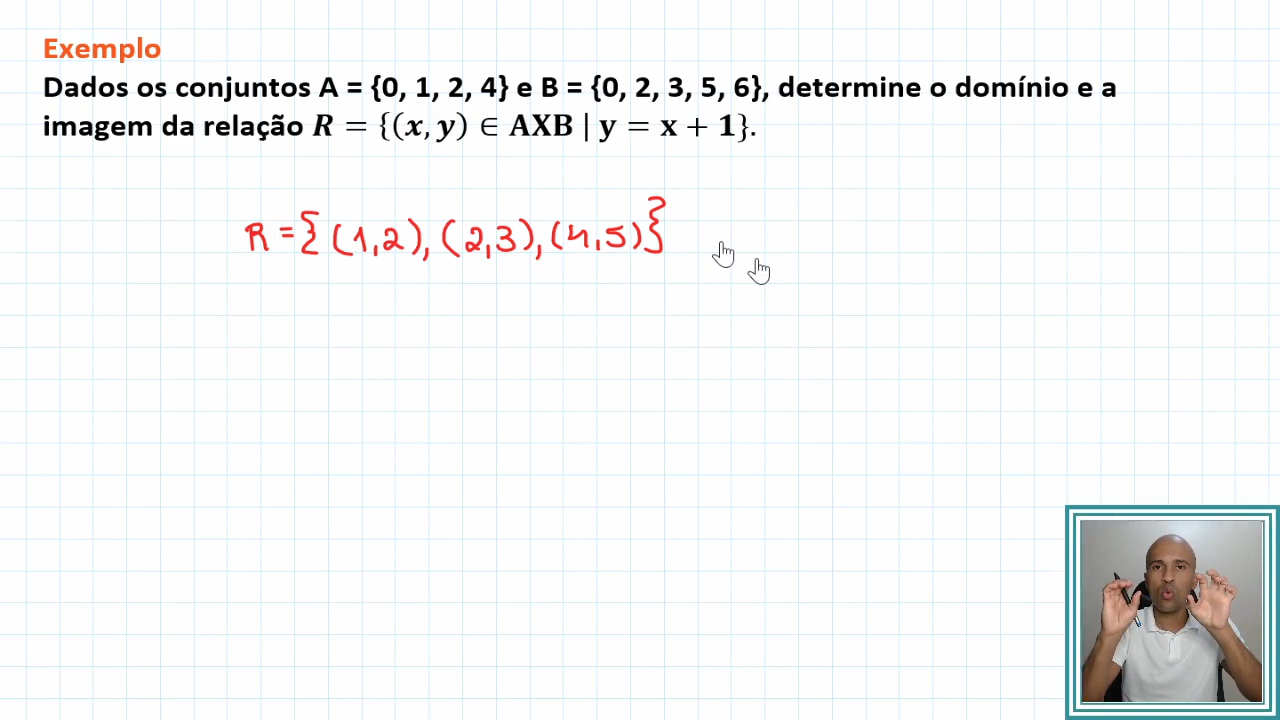 Exemplo
Dados os conjuntos A = {0, 1, 2, 4} e B = {0, 2, 3, 5, 6}, determine o domínio e a
imagem da relação R = {(x, y) ∈ AXB | y = x + 1}.
R = {(1,2), (2,3), (4,5)}